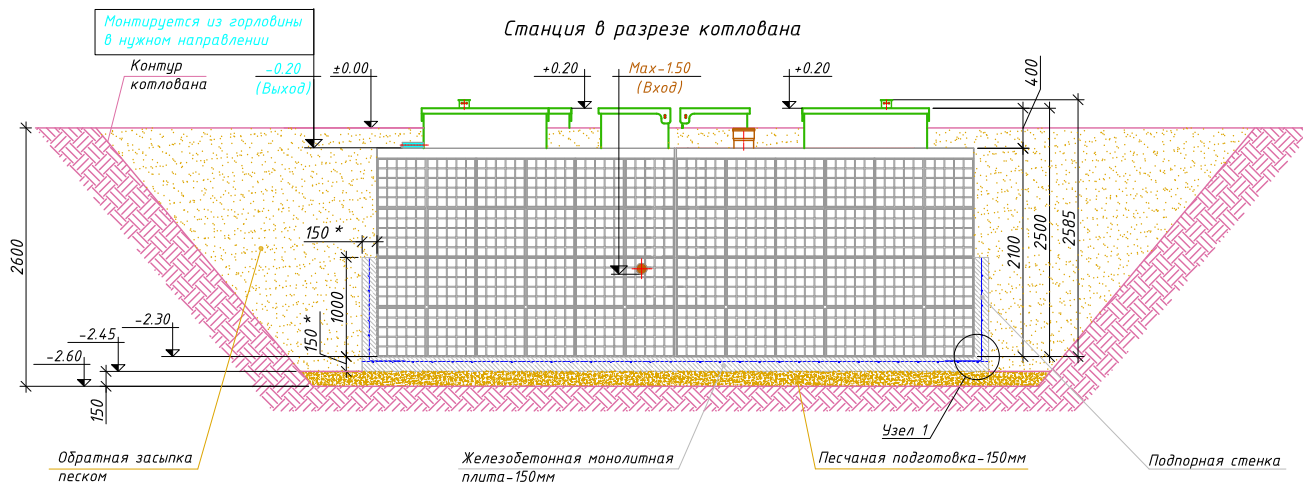 Станция в разрезе котлована
Монтируется из горловины
в нужном направлении
Контур
котлована
-0.20
(Выход)
±0.00
+0.20
Max-1.50
(Вход)
+0.20
400
2600
150 *
1000
150 *
2100
2500
2585
-2.30
-2.45
-2.60
150
Узел 1
Обратная засыпка
песком
Железобетонная монолитная
плита-150мм
Песчаная подготовка-150мм
Подпорная стенка